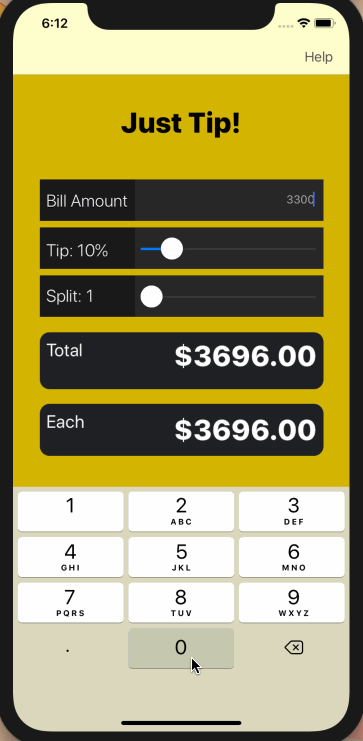 6:12
Help
Just Tip!
Bill Amount 3300
Tip: 10%
Split: 1
Total $3696.00
Each $3696.00
1 2 3
ABC DEF
4 5 6
GHI JKL MNO
7 8 9
PQRS TUV WXYZ
. 0